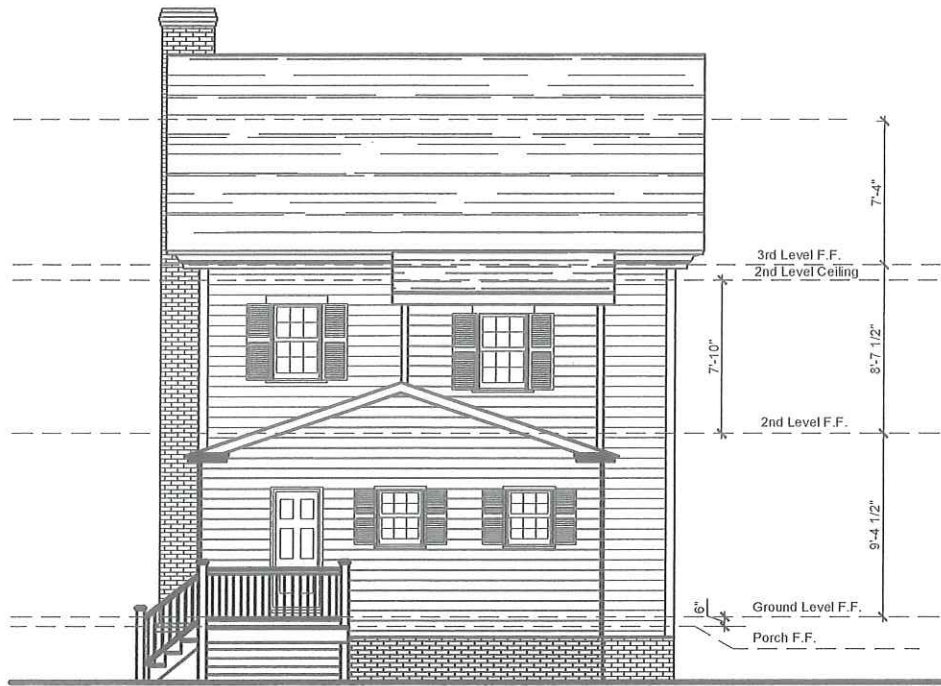 7'-4"
3rd Level F.F.
2nd Level Ceiling
7'-10"
8'-7 1/2"
2nd Level F.F.
9'-4 1/2"
6"
Ground Level F.F.
Porch F.F.